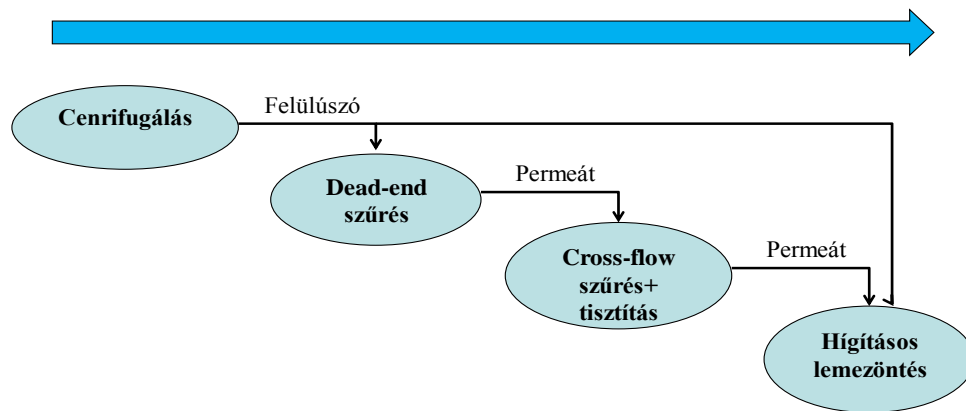 Cenrifugálás
Felülúszó
Dead-end
szűrés
Permeát
Cross-flow
szűrés+
tisztítás
Permeát
Hígításos
lemezöntés